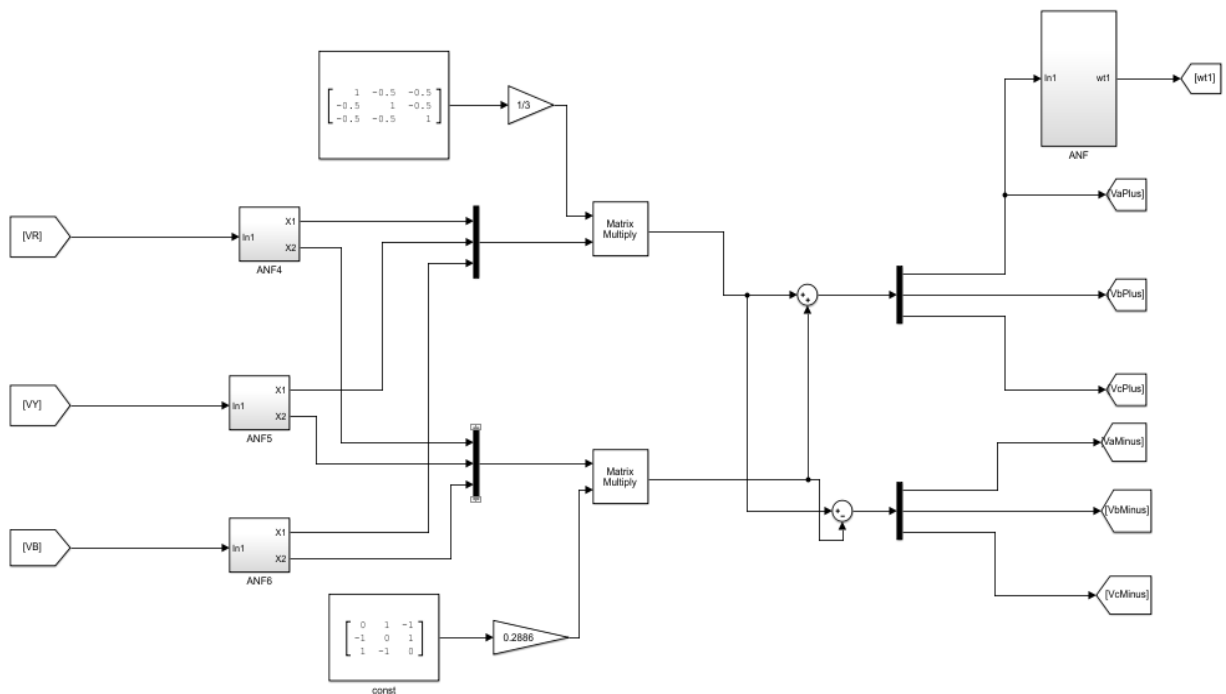 1 -0.5 -0.5
-0.5 1 -0.5
-0.5 -0.5 1
1/3
In1
wt1
ANF
[wt1]
[VR]
In1
X1
X2
ANF4
Matrix
Multiply
[VaPlus]
[VbPlus]
[VcPlus]
[VY]
In1
X1
X2
ANF5
Matrix
Multiply
+
+
+
-
[VaMinus]
[VbMinus]
[VcMinus]
[VB]
In1
X1
X2
ANF6
0 1 -1
-1 0 1
1 -1 0
const
0.2886